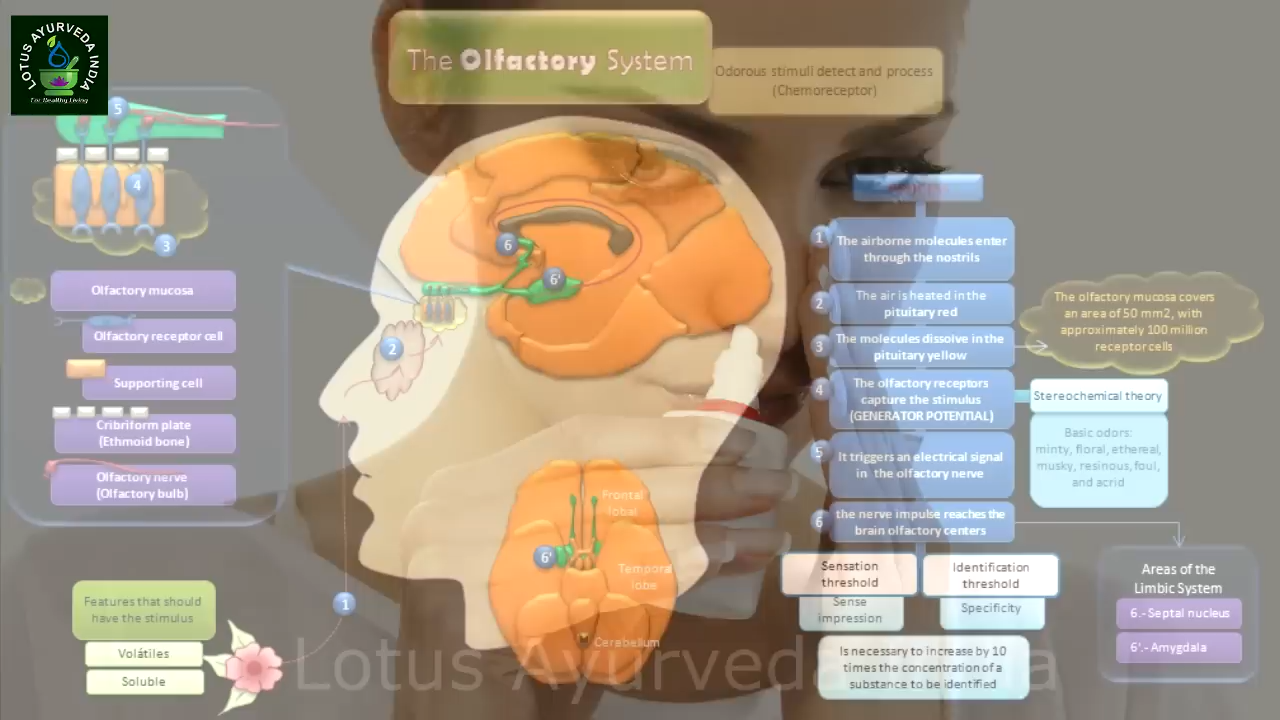 LOTUS AYURVEDA INDIA
For Healthy Living
The Olfactory System
Odorous stimuli detect and process
(Chemoreceptor)
5
4
3
Olfactory mucosa
Olfactory receptor cell
Supporting cell
Cribriform plate
(Ethmoid bone)
Olfactory nerve
(Olfactory bulb)
6
6'
2
Frontal
lobal
6'
Temporal
lobe
Cerebellum
1
Features that should
have the stimulus
Volátiles
Soluble
1
The airborne molecules enter
through the nostrils
2
The air is heated in the
pituitary red
3
The molecules dissolve in the
pituitary yellow
4
The olfactory receptors
capture the stimulus
(GENERATOR POTENTIAL)
5
It triggers an electrical signal
in the olfactory nerve
6
the nerve impulse reaches the
brain olfactory centers
The olfactory mucosa covers
an area of 50 mm2, with
approximately 100 million
receptor cells
Stereochemical theory
Basic odors:
minty, floral, ethereal,
musky, resinous, foul,
and acrid
Sensation
threshold
Sense
impression
Identification
threshold
Specificity
Is necessary to increase by 10
times the concentration of a
substance to be identified
Areas of the
Limbic System
6.- Septal nucleus
6'.- Amygdala
Lotus Ayurveda India